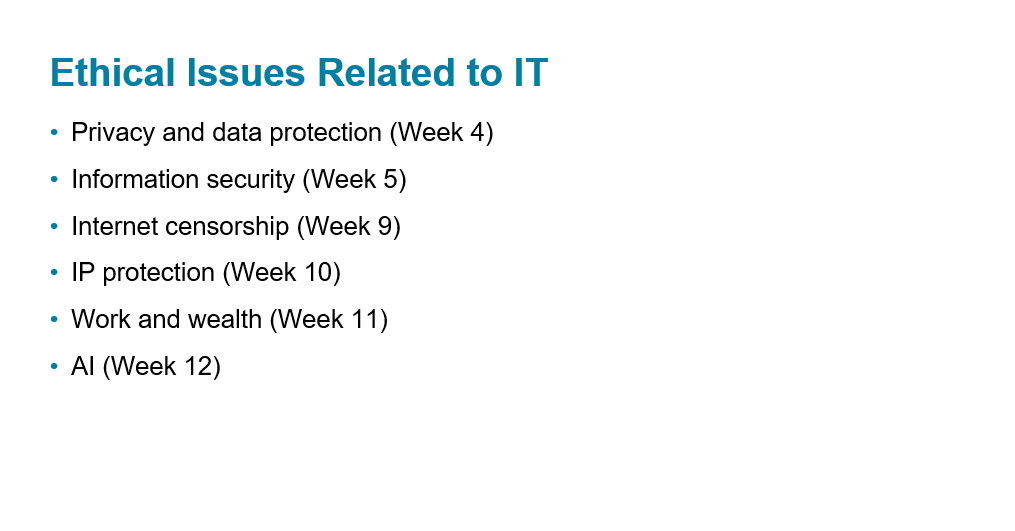 Ethical Issues Related to IT
• Privacy and data protection (Week 4)
• Information security (Week 5)
• Internet censorship (Week 9)
• IP protection (Week 10)
• Work and wealth (Week 11)
• AI (Week 12)